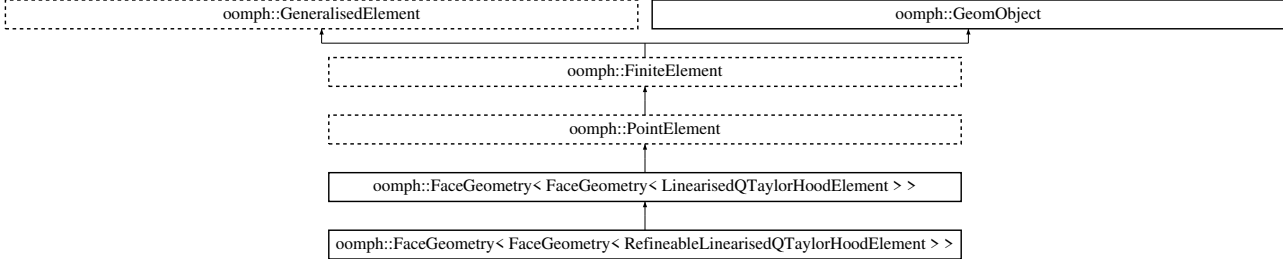 oomph::GeneralisedElement
oomph::GeomObject
oomph::FiniteElement
oomph::PointElement
oomph::FaceGeometry< FaceGeometry< LinearisedQTaylorHoodElement > >
oomph::FaceGeometry< FaceGeometry< RefineableLinearisedQTaylorHoodElement > >